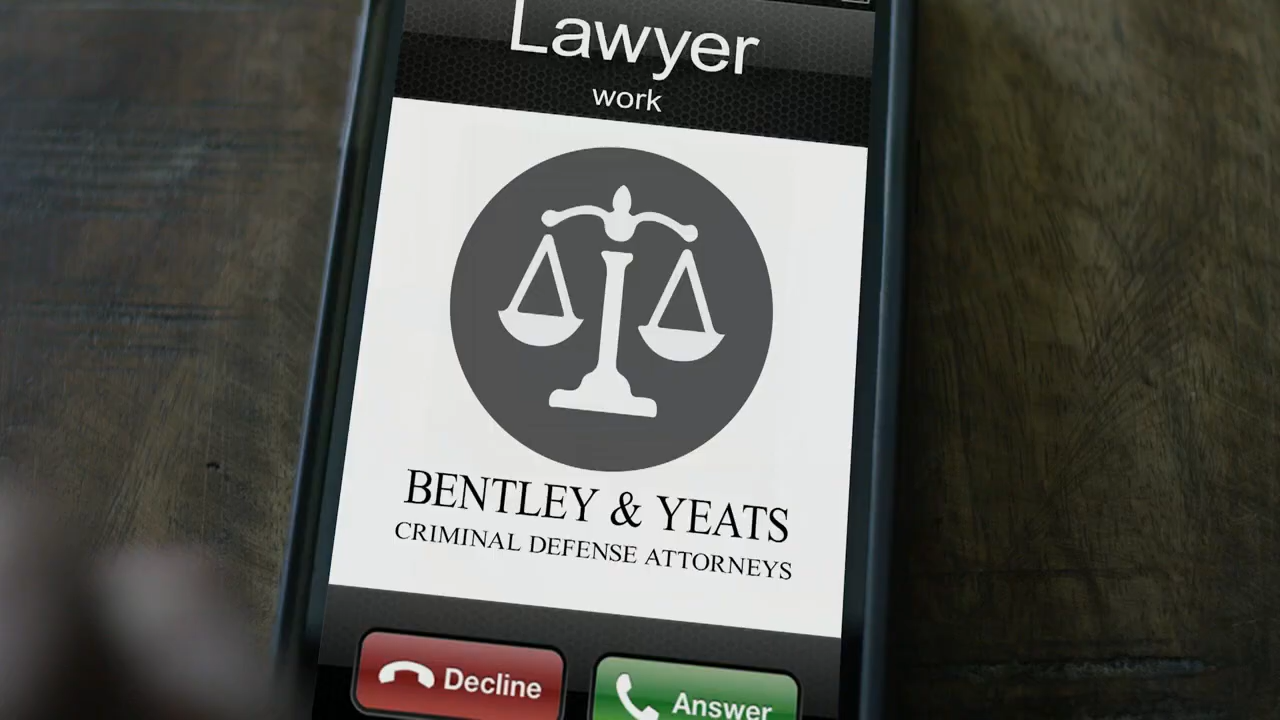 Lawyer
work
BENTLEY & YEATS
CRIMINAL DEFENSE ATTORNEYS
Decline
Answer